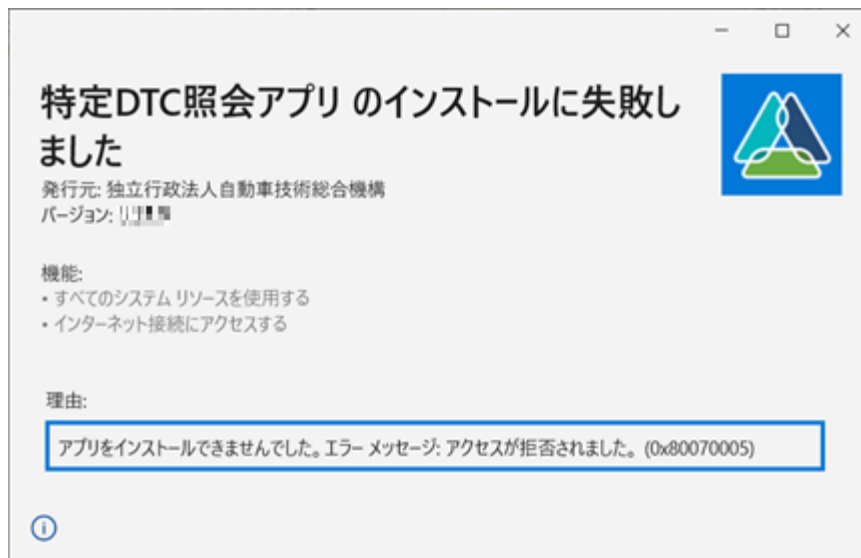 特定DTC照会アプリ のインストールに失敗し
ました
発行元: 独立行政法人自動車技術総合機構
バージョン:
機能:
• すべてのシステム リソースを使用する
• インターネット接続にアクセスする
理由:
アプリをインストールできませんでした。エラー メッセージ: アクセスが拒否されました。 (0x80070005)